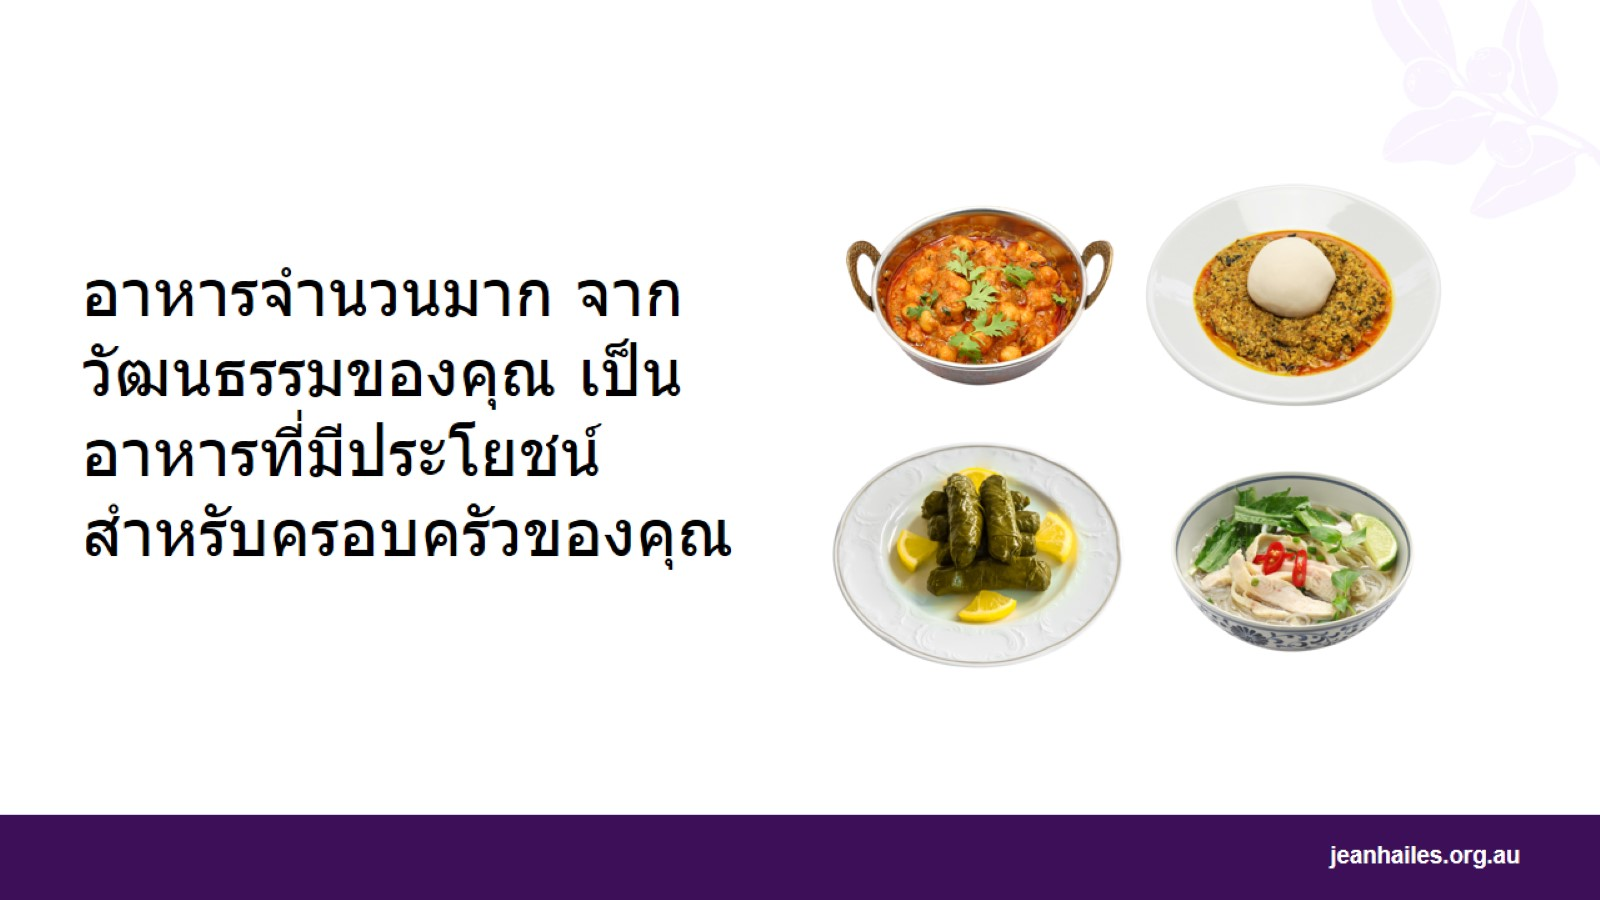 อาหารจำนวนมาก จาก
วัฒนธรรมของคุณ เป็น
อาหารที่มีประโยชน์
สำหรับครอบครัวของคุณ
jeanhailes.org.au